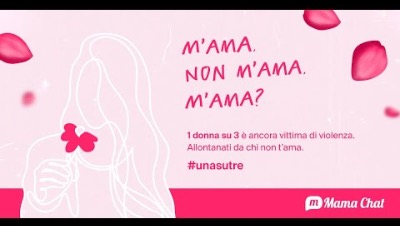 M'AMA.
NON M'AMA.
M'AMA?
1 donna su 3 è ancora vittima di violenza.
Allontanati da chi non t'ama.
#unasutre
m Mama Chat